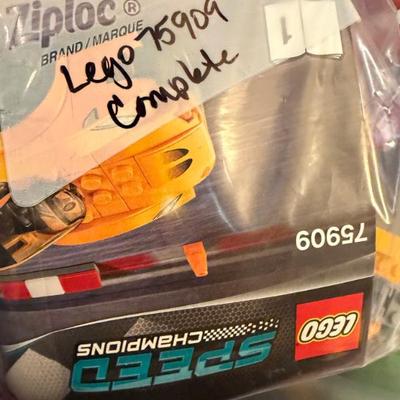 Ziploc ®
BRAND / MARQUE
Lego 75909
Complete
1
75909
LEGO
SPEED
CHAMPIONS